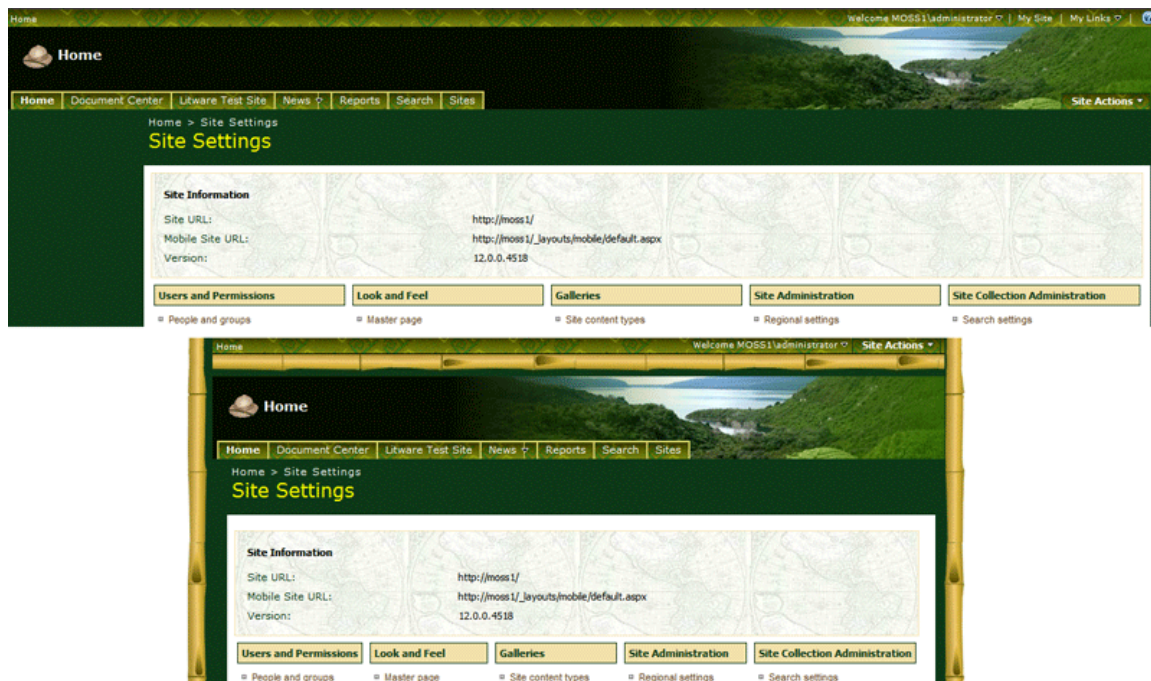 Home Welcome MOSS1\administrator | My Site | My Links |
Home
Home Document Center Litware Test Site News Reports Search Sites Site Actions
Home > Site Settings
Site Settings
Site Information
Site URL: http://moss1/
Mobile Site URL: http://moss1/_layouts/mobile/default.aspx
Version: 12.0.0.4518
Users and Permissions Look and Feel Galleries Site Administration Site Collection Administration
People and groups Master page Site content types Regional settings Search settings
Home Welcome MOSS1\administrator Site Actions
Home
Home Document Center Litware Test Site News Reports Search Sites
Home > Site Settings
Site Settings
Site Information
Site URL: http://moss1/
Mobile Site URL: http://moss1/_layouts/mobile/default.aspx
Version: 12.0.0.4518
Users and Permissions Look and Feel Galleries Site Administration Site Collection Administration
People and groups Master page Site content types Regional settings Search settings